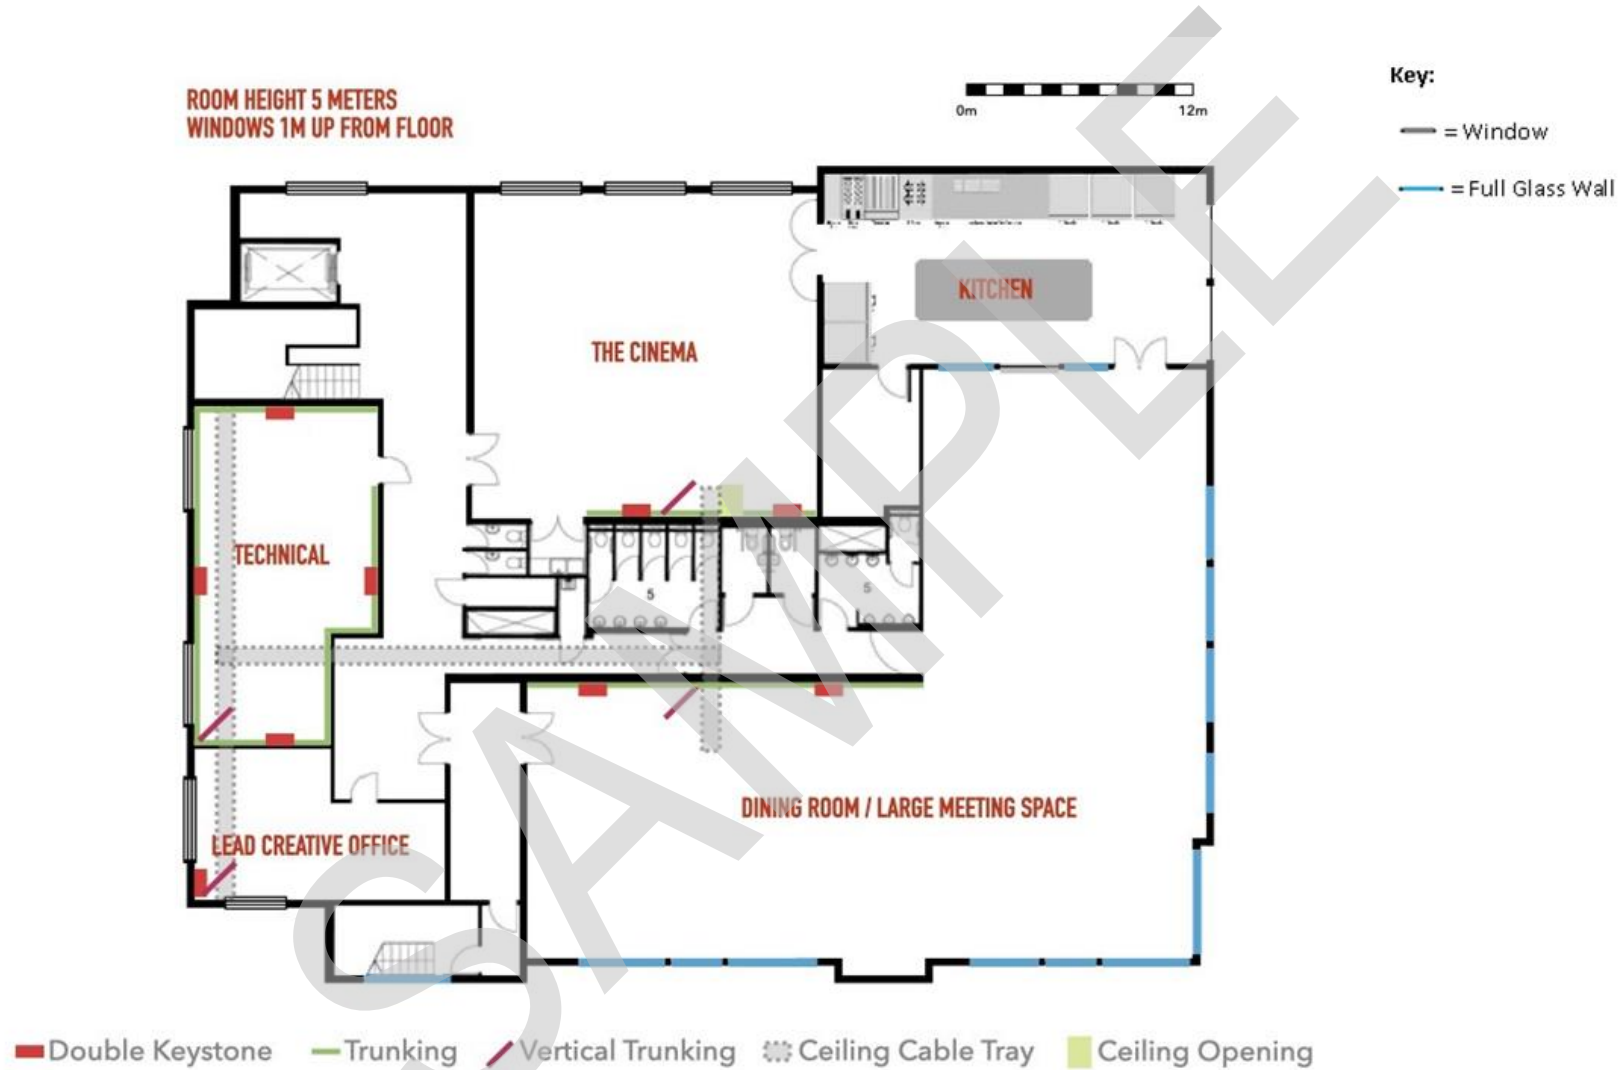 ROOM HEIGHT 5 METERS
WINDOWS 1M UP FROM FLOOR
0m 12m
Key:
= Window
= Full Glass Wall
KITCHEN
THE CINEMA
TECHNICAL
5
5
DINING ROOM / LARGE MEETING SPACE
LEAD CREATIVE OFFICE
SAMPLE
Double Keystone
Trunking
Vertical Trunking
Ceiling Cable Tray
Ceiling Opening